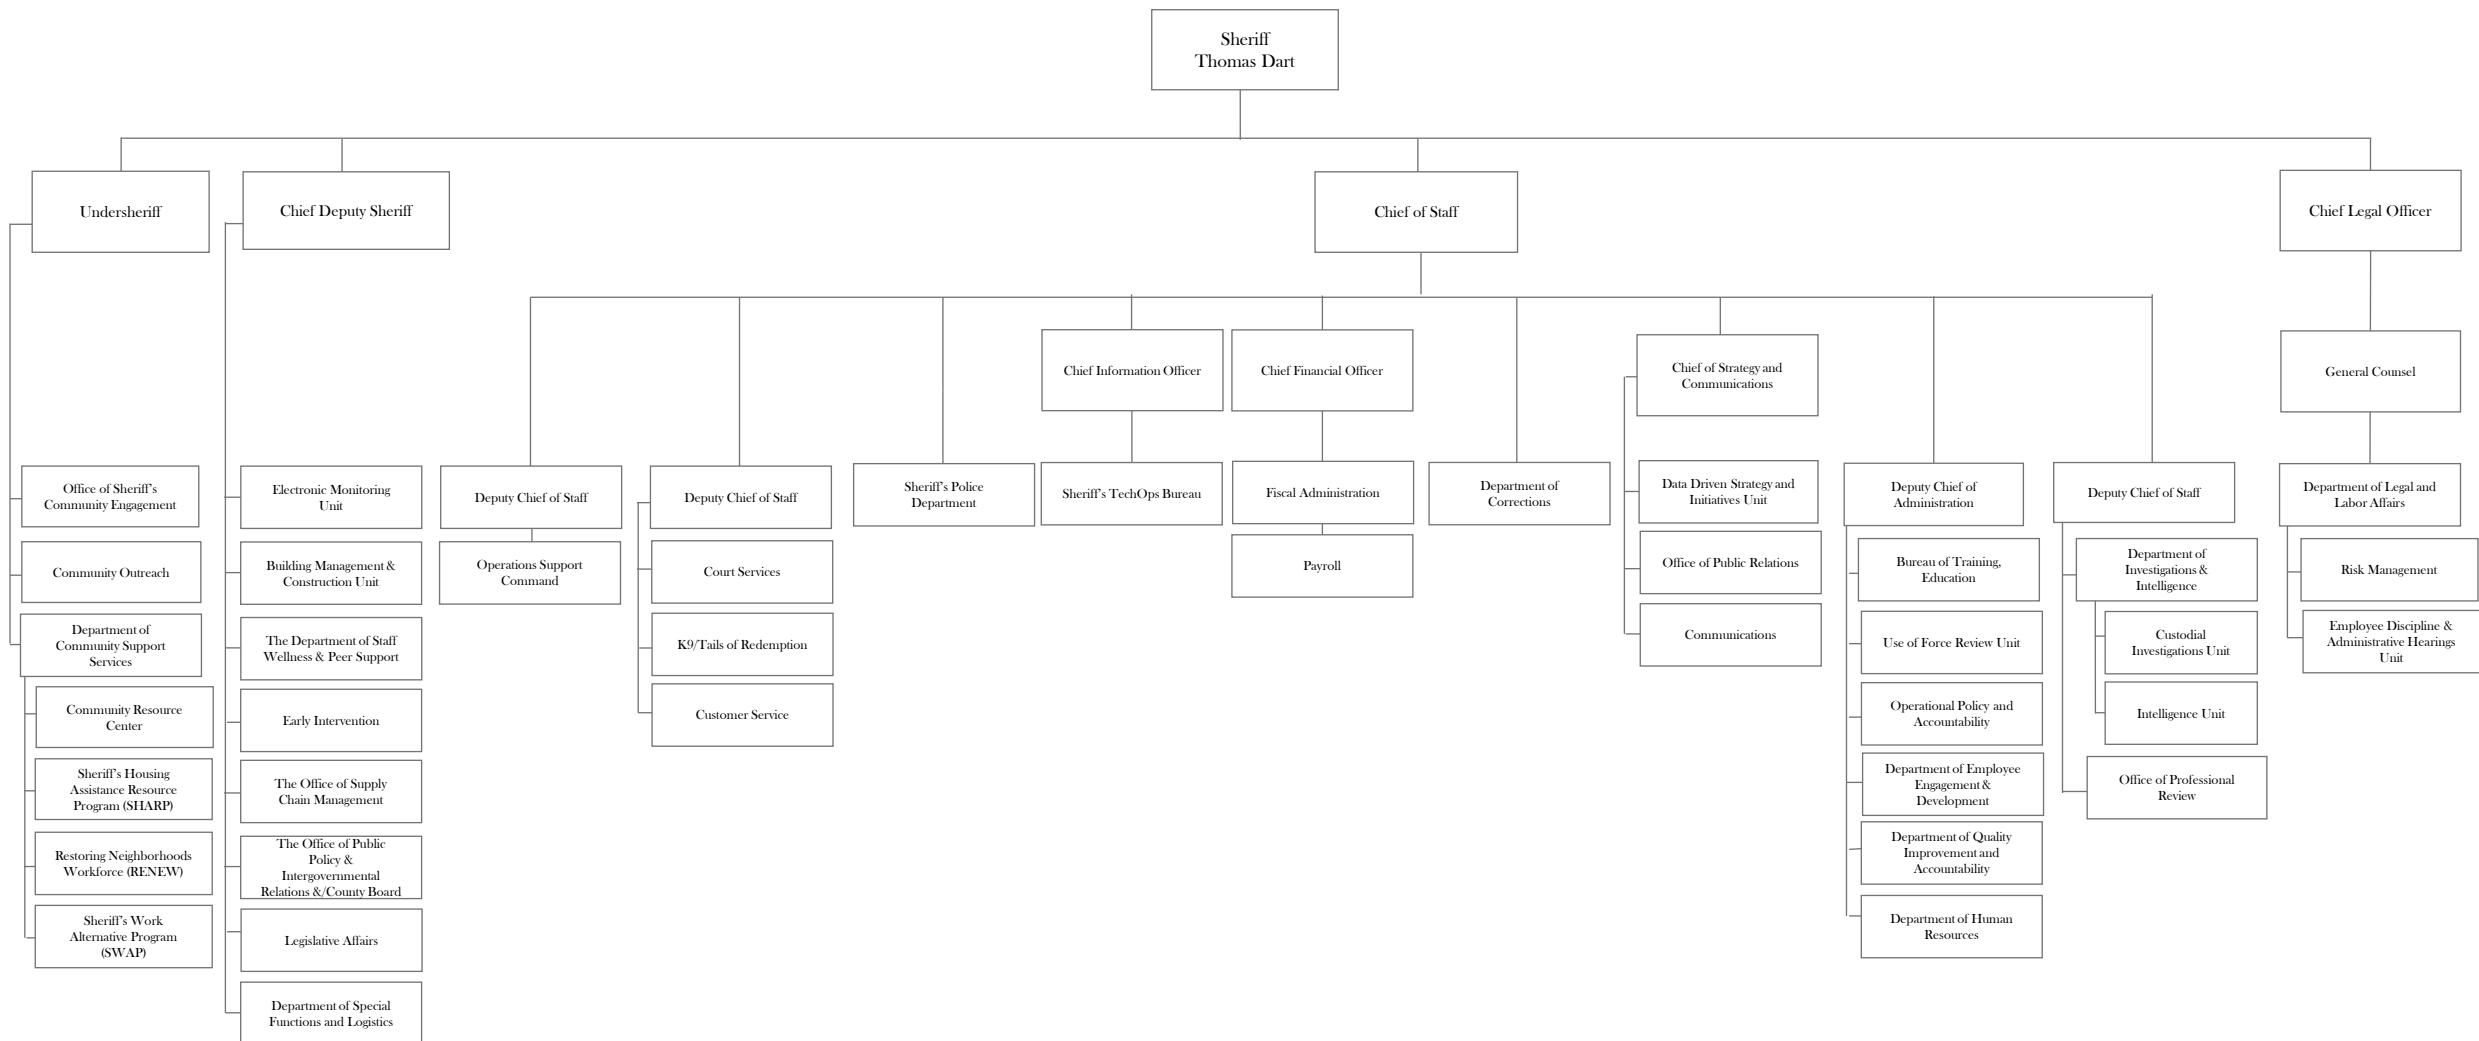 Sheriff
Thomas Dart
Undersheriff
Chief Deputy Sheriff
Chief of Staff
Chief Legal Officer
Chief Information Officer
Chief Financial Officer
Chief of Strategy and
Communications
General Counsel
Office of Sheriff's
Community Engagement
Community Outreach
Department of
Community Support
Services
Community Resource
Center
Sheriff's Housing
Assistance Resource
Program (SHARP)
Restoring Neighborhoods
Workforce (RENEW)
Sheriff's Work
Alternative Program
(SWAP)
Electronic Monitoring
Unit
Building Management &
Construction Unit
The Department of Staff
Wellness & Peer Support
Early Intervention
The Office of Supply
Chain Management
The Office of Public
Policy &
Intergovernmental
Relations &/County Board
Legislative Affairs
Department of Special
Functions and Logistics
Deputy Chief of Staff
Operations Support
Command
Deputy Chief of Staff
Court Services
K9/Tails of Redemption
Customer Service
Sheriff's Police
Department
Sheriff's TechOps Bureau
Fiscal Administration
Payroll
Department of
Corrections
Data Driven Strategy and
Initiatives Unit
Office of Public Relations
Communications
Deputy Chief of
Administration
Bureau of Training,
Education
Use of Force Review Unit
Operational Policy and
Accountability
Department of Employee
Engagement &
Development
Department of Quality
Improvement and
Accountability
Department of Human
Resources
Deputy Chief of Staff
Department of
Investigations &
Intelligence
Custodial
Investigations Unit
Intelligence Unit
Office of Professional
Review
Department of Legal and
Labor Affairs
Risk Management
Employee Discipline &
Administrative Hearings
Unit